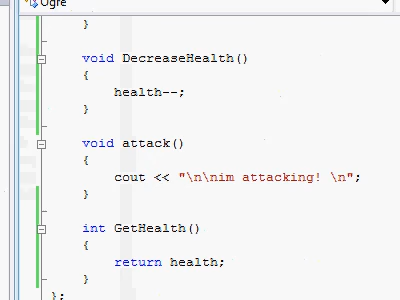 Ogre
}
void DecreaseHealth()
{
health--;
}
void attack()
{
cout << "\n\nim attacking! \n";
}
int GetHealth()
{
return health;
}
};